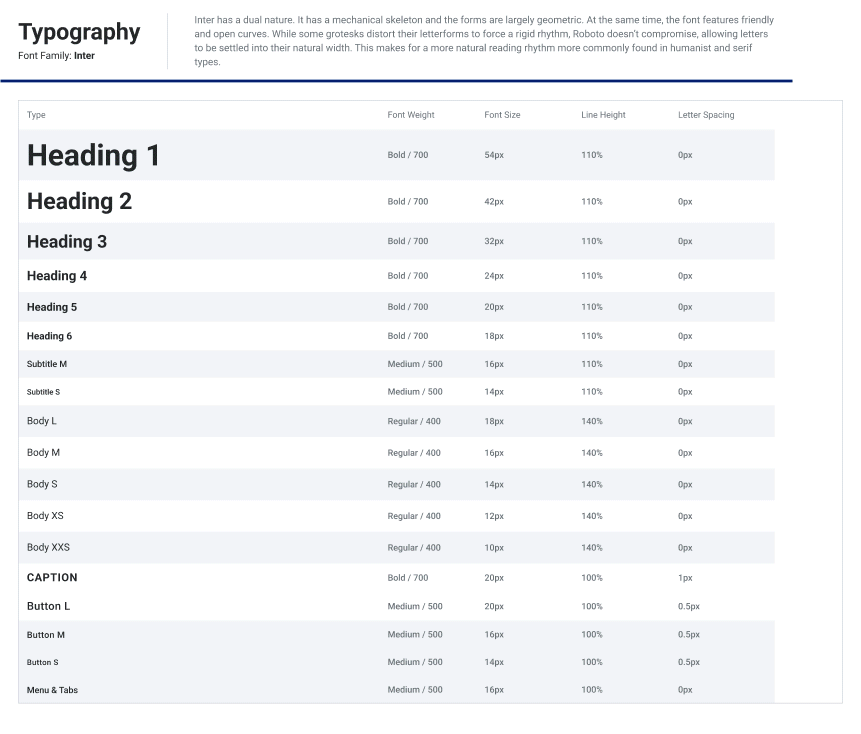 Typography
Font Family: Inter
Inter has a dual nature. It has a mechanical skeleton and the forms are largely geometric. At the same time, the font features friendly
and open curves. While some grotesks distort their letterforms to force a rigid rhythm, Roboto doesn't compromise, allowing letters
to be settled into their natural width. This makes for a more natural reading rhythm more commonly found in humanist and serif
types.
Type Font Weight Font Size Line Height Letter Spacing
Heading 1 Bold / 700 54px 110% 0px
Heading 2 Bold / 700 42px 110% 0px
Heading 3 Bold / 700 32px 110% 0px
Heading 4 Bold / 700 24px 110% 0px
Heading 5 Bold / 700 20px 110% 0px
Heading 6 Bold / 700 18px 110% 0px
Subtitle M Medium / 500 16px 110% 0px
Subtitle S Medium / 500 14px 110% 0px
Body L Regular / 400 18px 140% 0px
Body M Regular / 400 16px 140% 0px
Body S Regular / 400 14px 140% 0px
Body XS Regular / 400 12px 140% 0px
Body XXS Regular / 400 10px 140% 0px
CAPTION Bold / 700 20px 100% 1px
Button L Medium / 500 20px 100% 0.5px
Button M Medium / 500 16px 100% 0.5px
Button S Medium / 500 14px 100% 0.5px
Menu & Tabs Medium / 500 16px 100% 0px